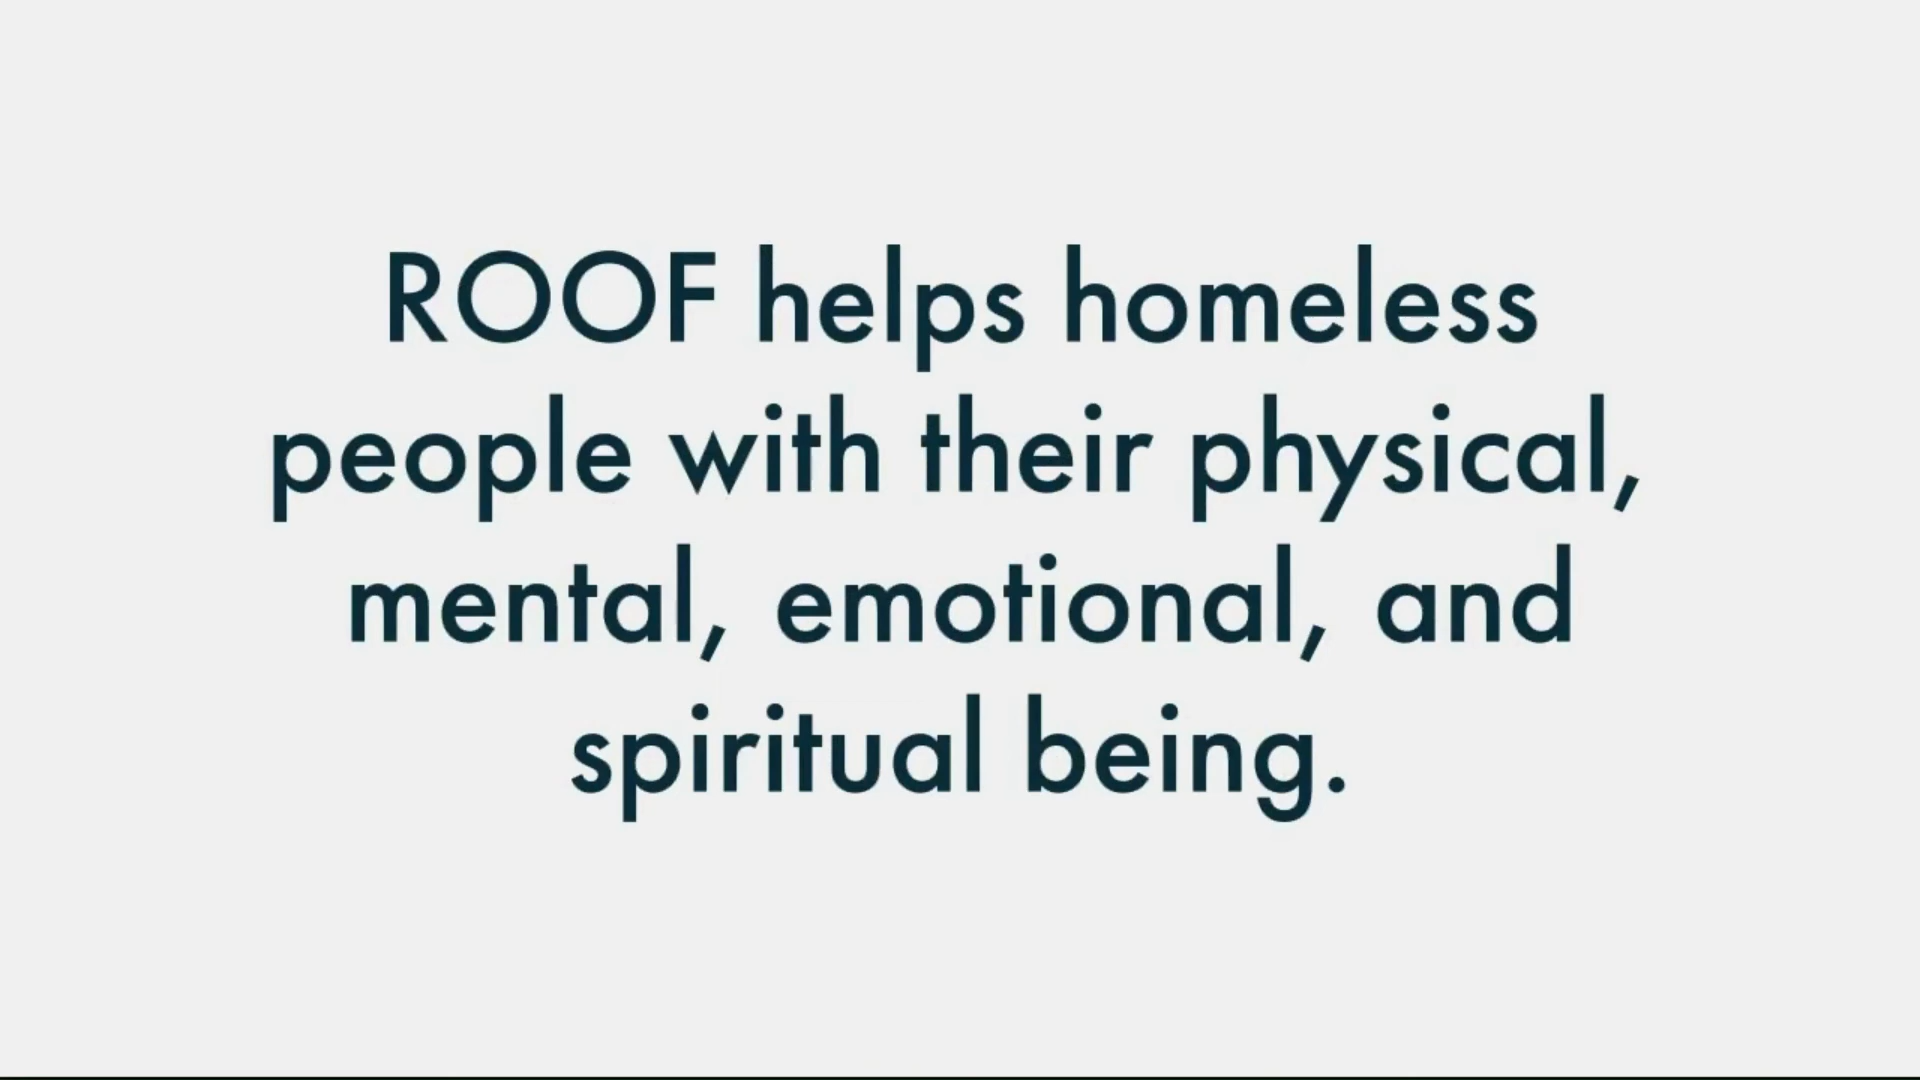 ROOF helps homeless
people with their physical,
mental, emotional, and
spiritual being.